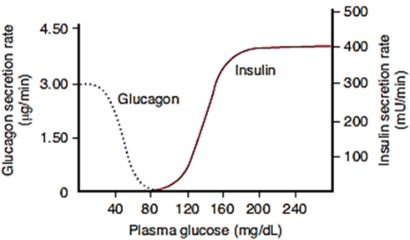 Glucagon secretion rate
(µg/min)
4.50
3.00
1.50
0
Glucagon
Insulin
500
400
300
200
100
Insulin secretion rate
(mU/min)
40 80 120 160 200 240
Plasma glucose (mg/dL)